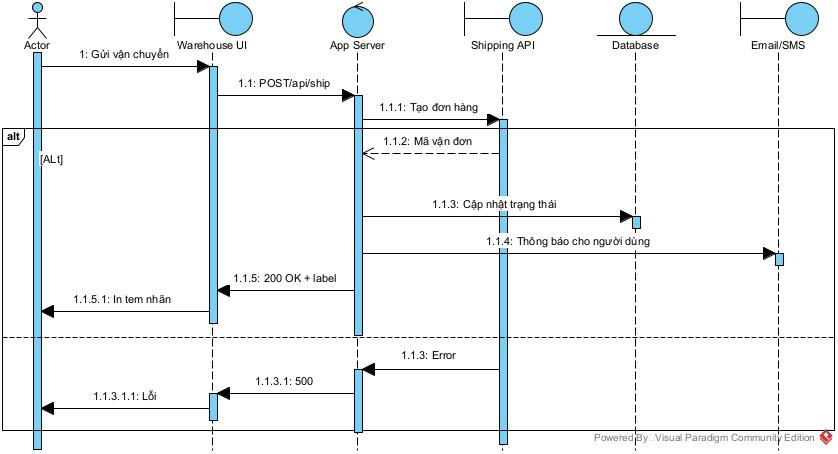 Actor
Warehouse UI
App Server
Shipping API
Database
Email/SMS
1: Gửi vận chuyển
1.1: POST/api/ship
1.1.1: Tạo đơn hàng
alt
1.1.2: Mã vận đơn
[ALt]
1.1.3: Cập nhật trạng thái
1.1.4: Thông báo cho người dùng
1.1.5: 200 OK + label
1.1.5.1: In tem nhãn
1.1.3: Error
1.1.3.1: 500
1.1.3.1.1: Lỗi
Powered By Visual Paradigm Community Edition